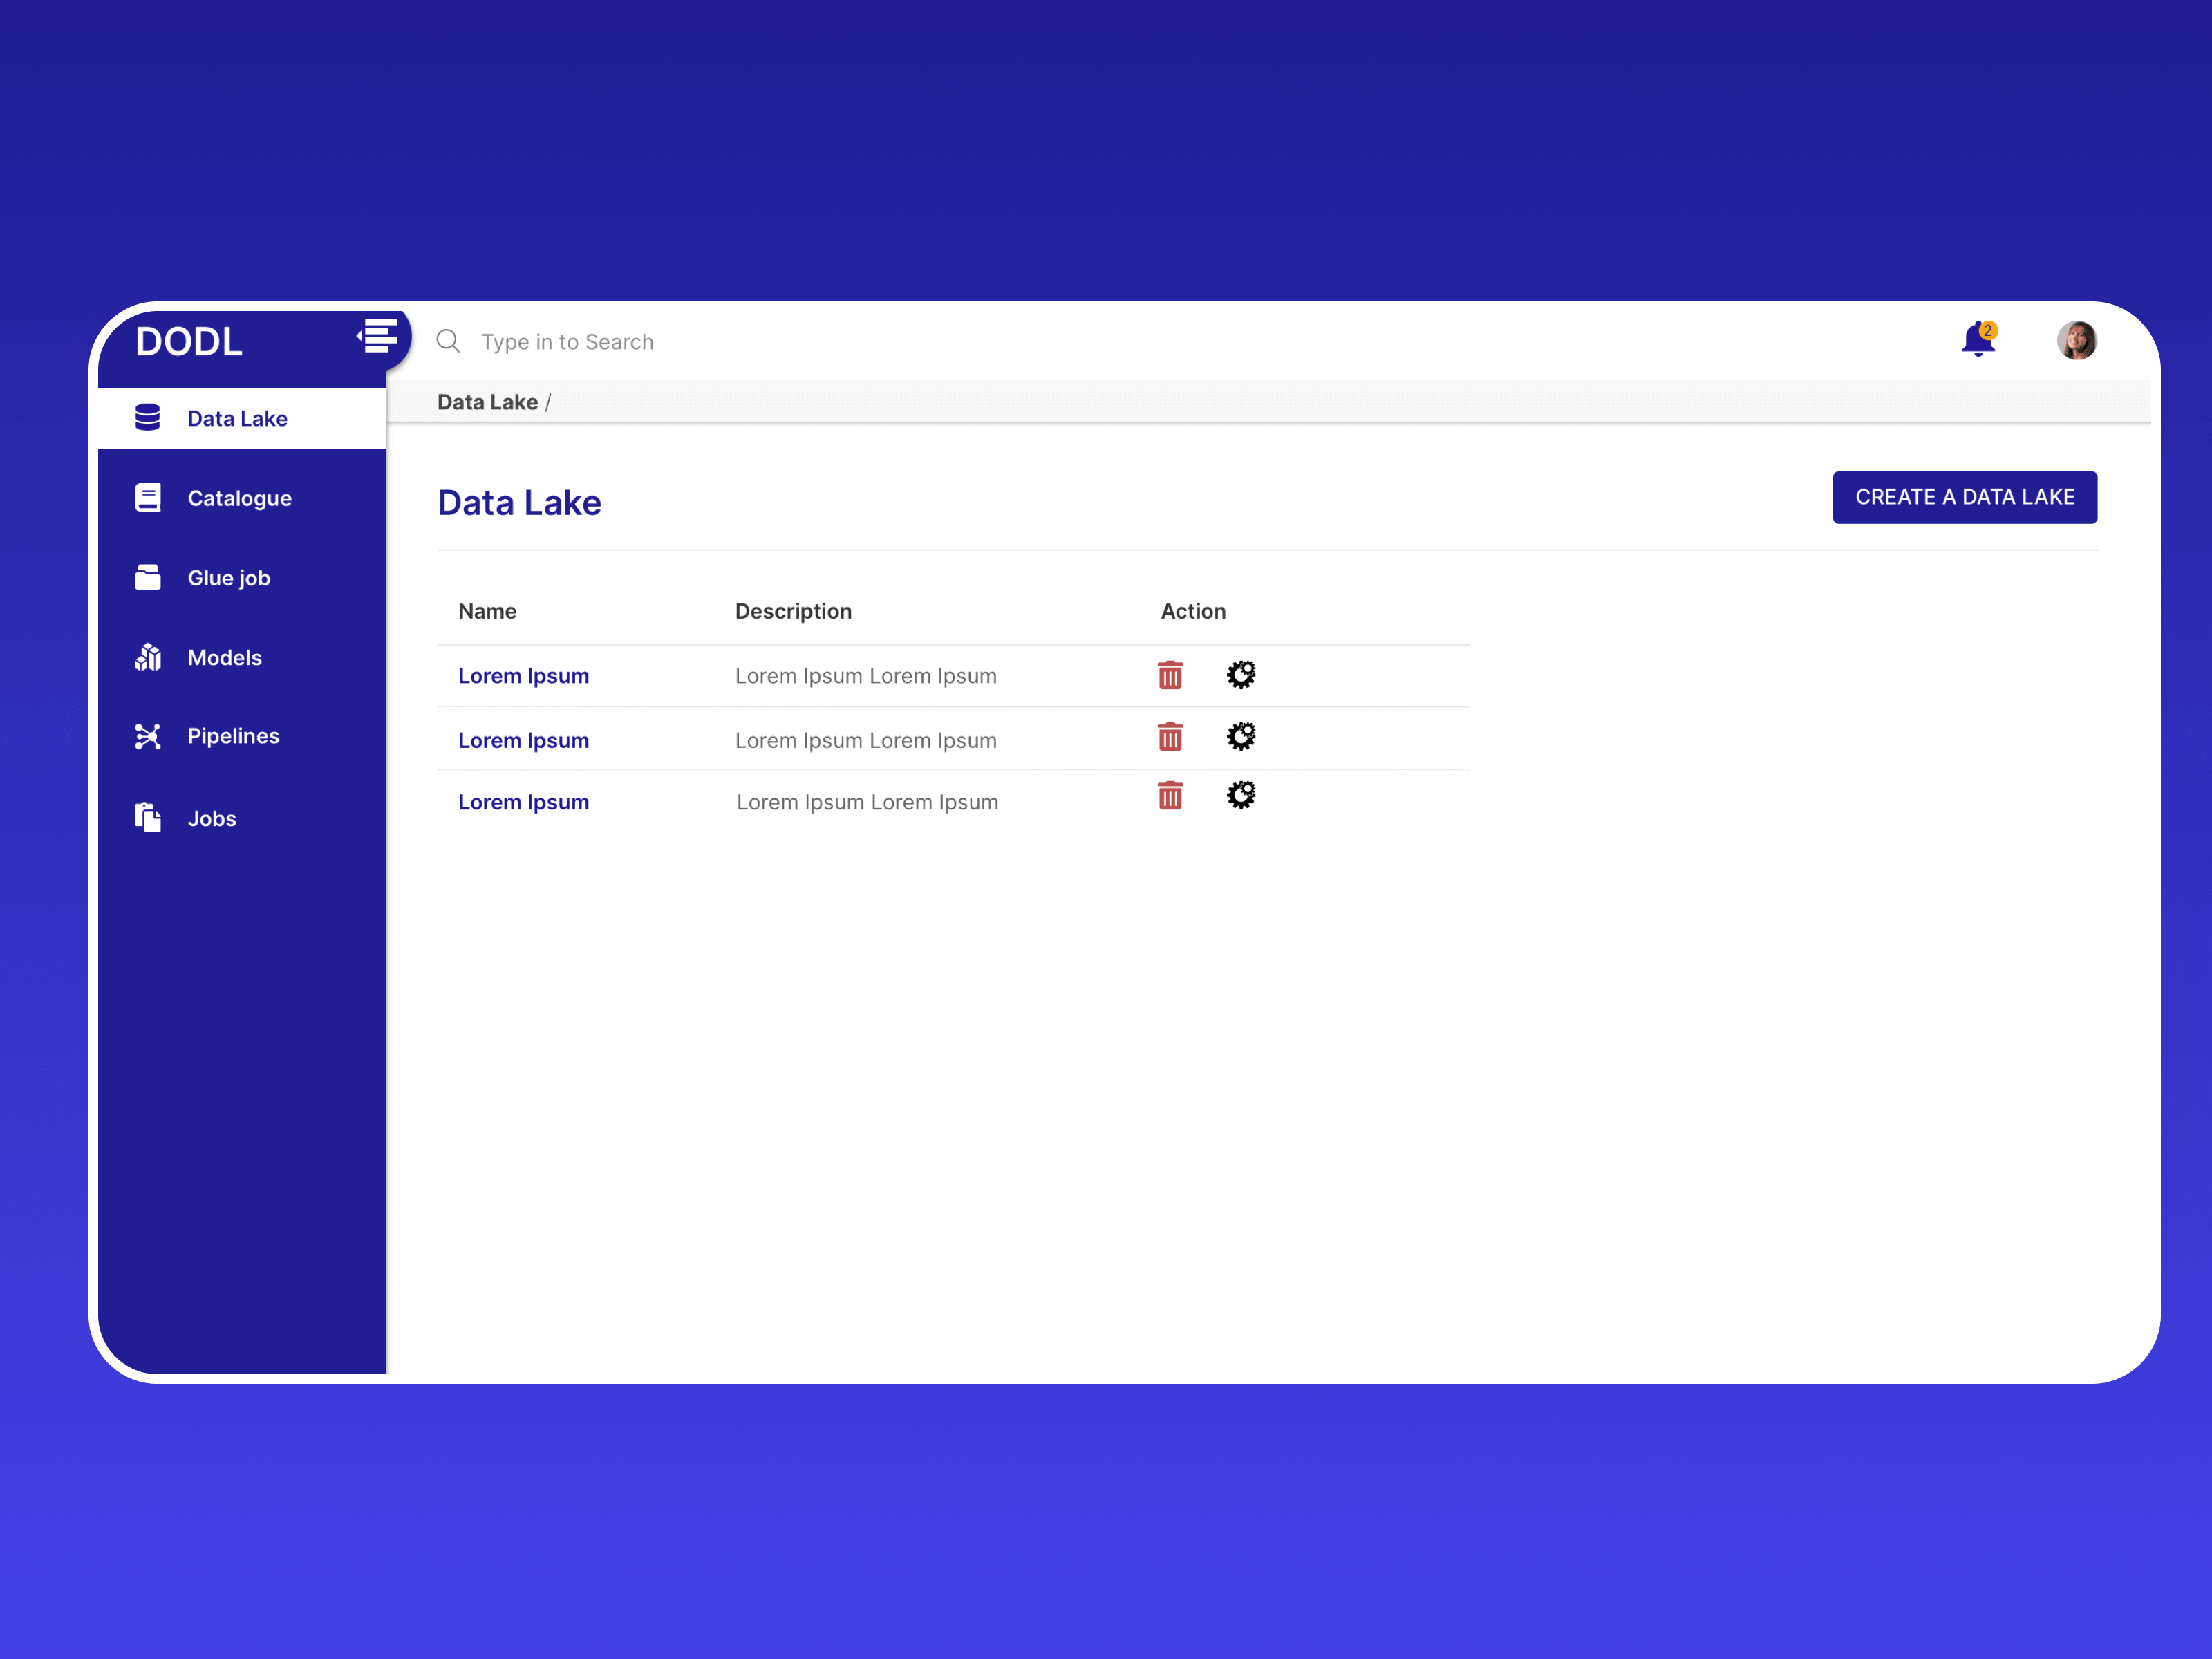 DODL
Type in to Search
2
Data Lake /
Data Lake
Catalogue
Glue job
Models
Pipelines
Jobs
Data Lake
CREATE A DATA LAKE
Name Description Action
Lorem Ipsum Lorem Ipsum Lorem Ipsum
Lorem Ipsum Lorem Ipsum Lorem Ipsum
Lorem Ipsum Lorem Ipsum Lorem Ipsum